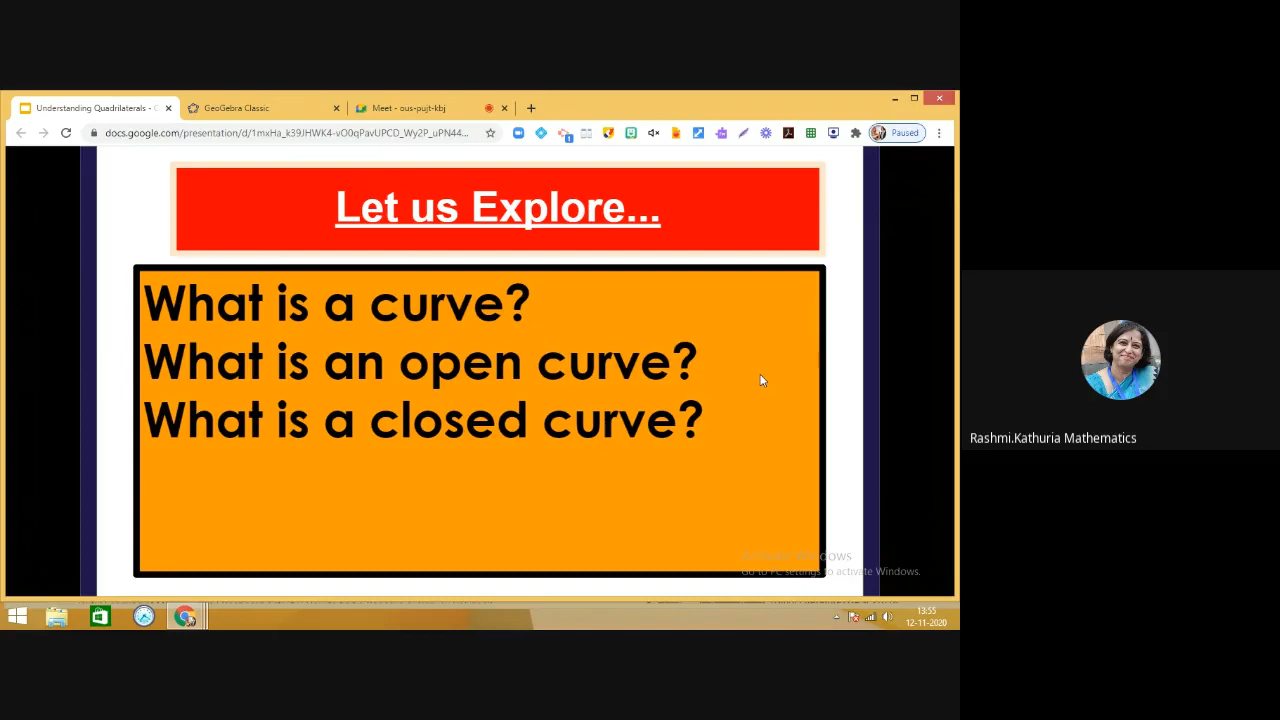 Understanding Quadrilaterals - G
GeoGebra Classic
Meet - ous-pujt-kbj
docs.google.com/presentation/d/1mxHa_k39JHWK4-vO0qPavUPCD_Wy2P_uPN44...
Paused
Let us Explore...
What is a curve?
What is an open curve?
What is a closed curve?
Go to PC settings to activate Windows.
Rashmi.Kathuria Mathematics
13:55
12-11-2020